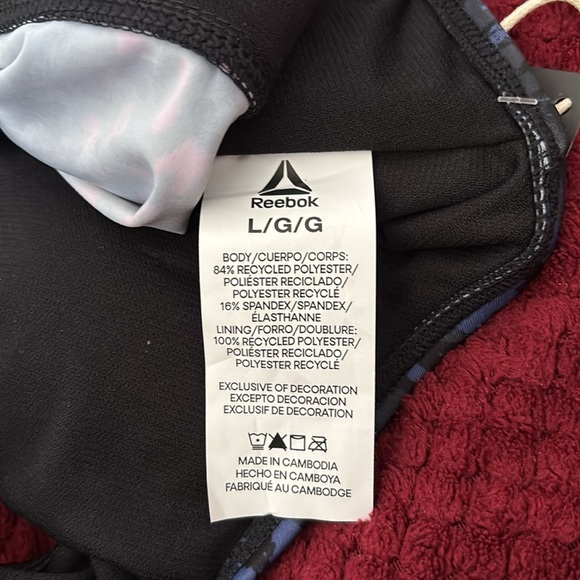 Reebok
L/G/G
BODY/CUERPO/CORPS:
84% RECYCLED POLYESTER/
POLIÉSTER RECICLADO/
POLYESTER RECYCLÉ
16% SPANDEX/SPANDEX/
ÉLASTHANNE
LINING/FORRO/DOUBLURE:
100% RECYCLED POLYESTER
/POLIÉSTER RECICLADO/
POLYESTER RECYCLÉ
EXCLUSIVE OF DECORATION
EXCEPTO DECORACION
EXCLUSIF DE DECORATION
MADE IN CAMBODIA
HECHO EN CAMBOYA
FABRIQUÉ AU CAMBODGE